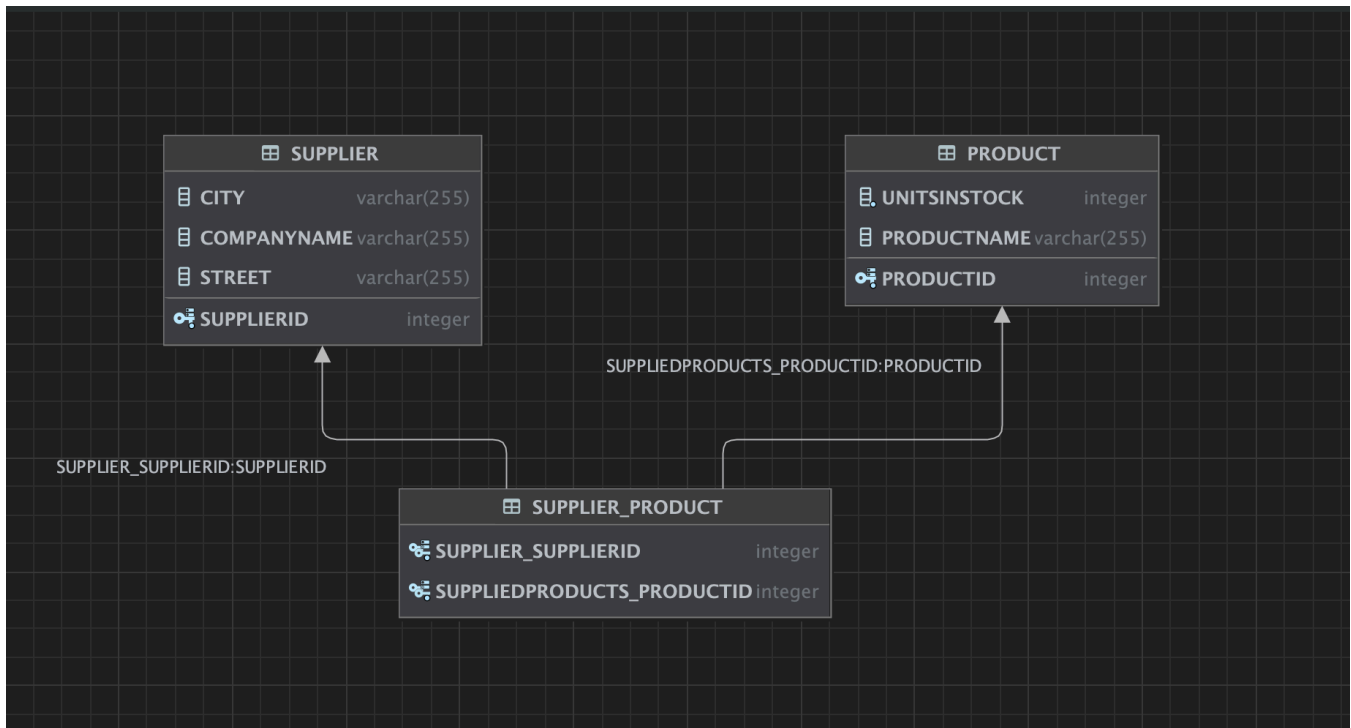 SUPPLIER
CITY varchar(255)
COMPANYNAME varchar(255)
STREET varchar(255)
SUPPLIERID integer
PRODUCT
UNITSINSTOCK integer
PRODUCTNAME varchar(255)
PRODUCTID integer
SUPPLIEDPRODUCTS_PRODUCTID:PRODUCTID
SUPPLIER_SUPPLIERID:SUPPLIERID
SUPPLIER_PRODUCT
SUPPLIER_SUPPLIERID integer
SUPPLIEDPRODUCTS_PRODUCTID integer